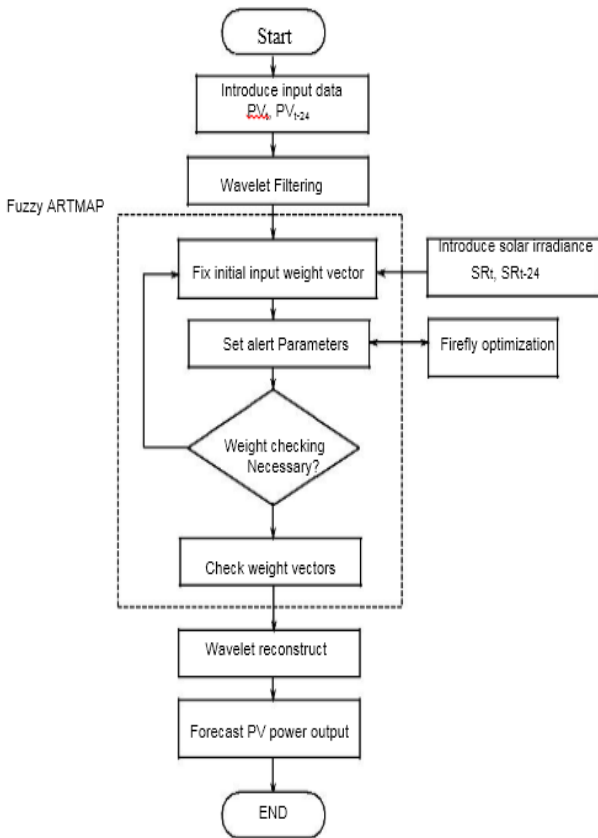 Start
Introduce input data
PVt, PVt-24
Wavelet Filtering
Fuzzy ARTMAP
Fix initial input weight vector
Introduce solar irradiance
SRt, SRt-24
Set alert Parameters
Firefly optimization
Weight checking
Necessary?
Check weight vectors
Wavelet reconstruct
Forecast PV power output
END